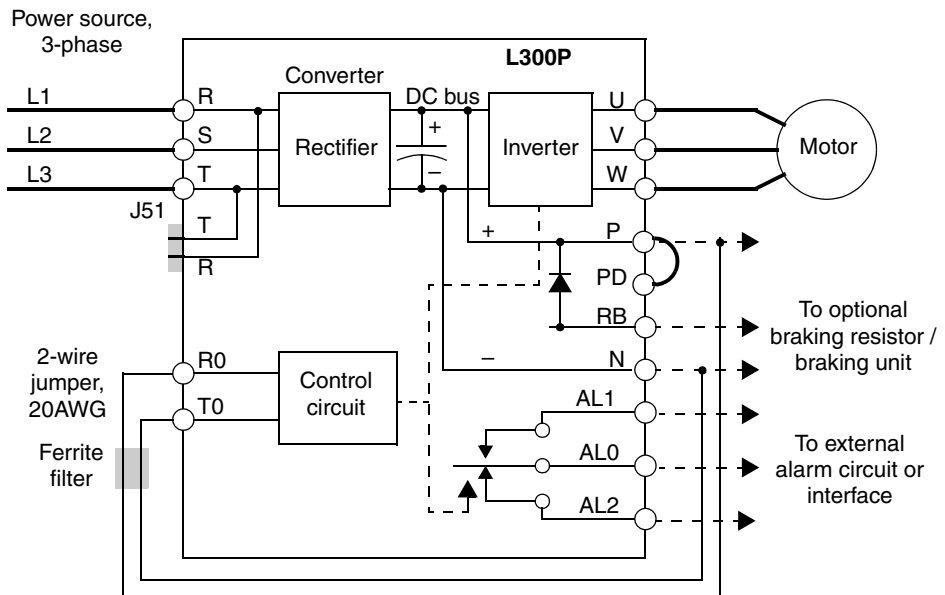 Power source,
3-phase
L300P
Converter
L1
R
DC bus
U
+
L2
S
Rectifier
Inverter
V
Motor
–
L3
T
W
J51
T
+
P
R
PD
RB
To optional
braking resistor /
braking unit
2-wire
jumper,
20AWG
R0
Control
circuit
–
N
T0
AL1
Ferrite
filter
AL0
To external
alarm circuit or
interface
AL2